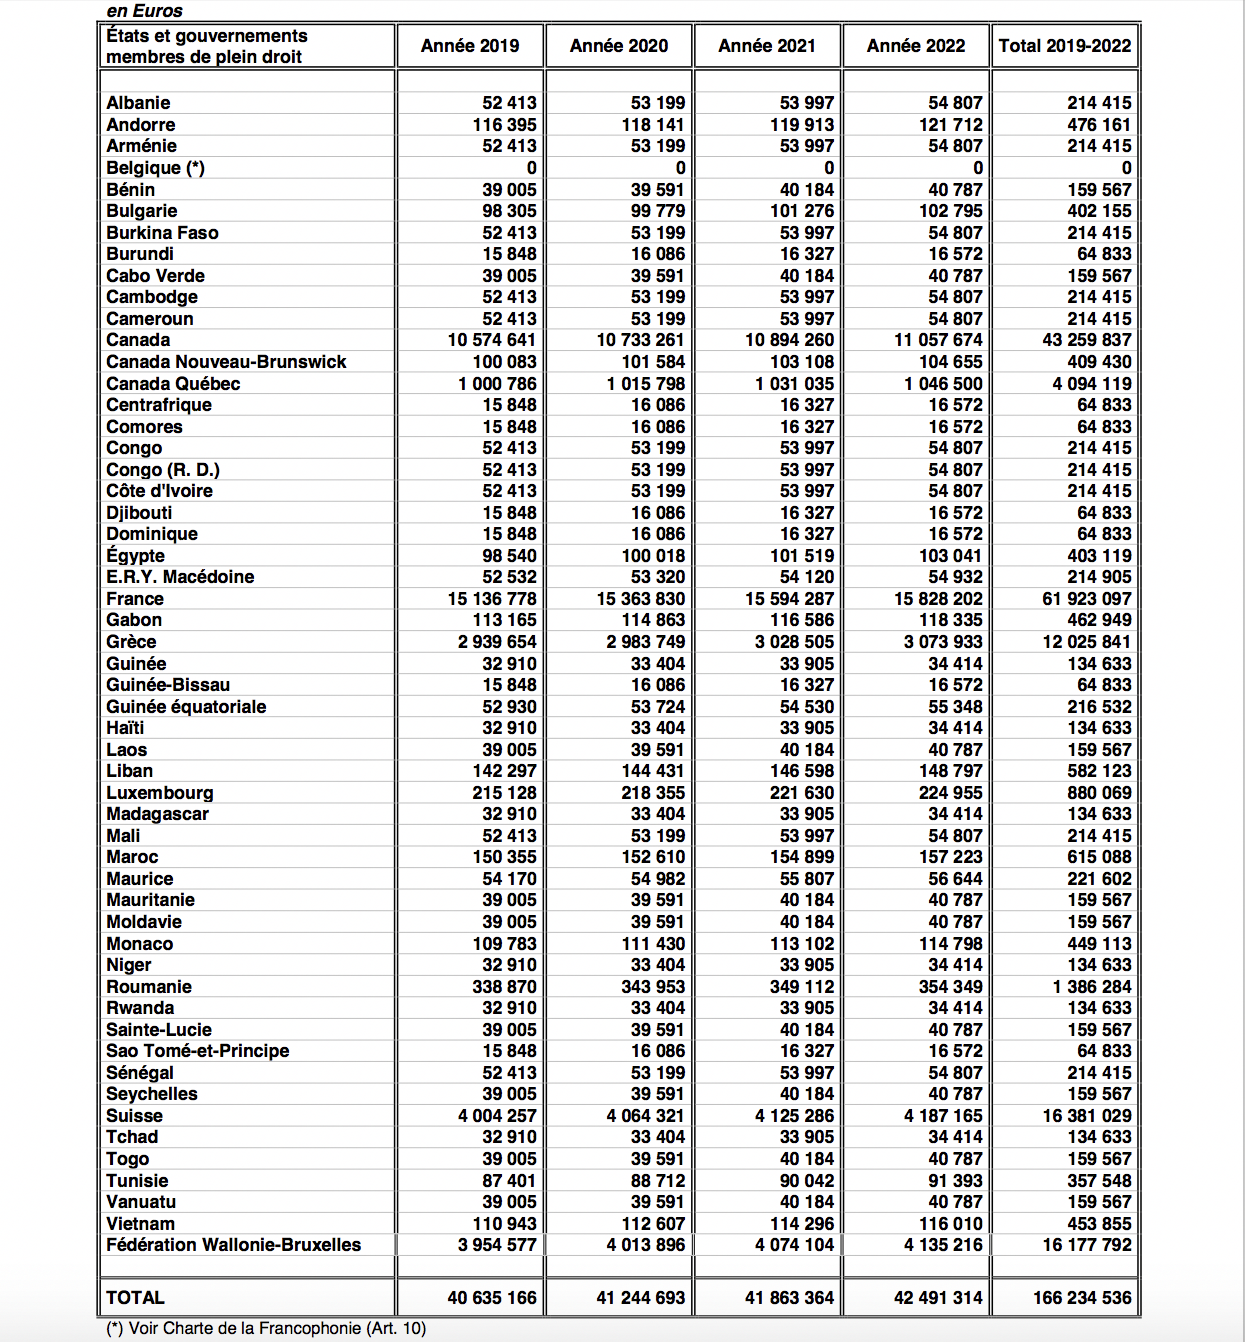 en Euros
États et gouvernements
membres de plein droit Année 2019 Année 2020 Année 2021 Année 2022 Total 2019-2022
Albanie 52 413 53 199 53 997 54 807 214 415
Andorre 116 395 118 141 119 913 121 712 476 161
Arménie 52 413 53 199 53 997 54 807 214 415
Belgique (*) 0 0 0 0 0
Bénin 39 005 39 591 40 184 40 787 159 567
Bulgarie 98 305 99 779 101 276 102 795 402 155
Burkina Faso 52 413 53 199 53 997 54 807 214 415
Burundi 15 848 16 086 16 327 16 572 64 833
Cabo Verde 39 005 39 591 40 184 40 787 159 567
Cambodge 52 413 53 199 53 997 54 807 214 415
Cameroun 52 413 53 199 53 997 54 807 214 415
Canada 10 574 641 10 733 261 10 894 260 11 057 674 43 259 837
Canada Nouveau-Brunswick 100 083 101 584 103 108 104 655 409 430
Canada Québec 1 000 786 1 015 798 1 031 035 1 046 500 4 094 119
Centrafrique 15 848 16 086 16 327 16 572 64 833
Comores 15 848 16 086 16 327 16 572 64 833
Congo 52 413 53 199 53 997 54 807 214 415
Congo (R. D.) 52 413 53 199 53 997 54 807 214 415
Côte d'Ivoire 52 413 53 199 53 997 54 807 214 415
Djibouti 15 848 16 086 16 327 16 572 64 833
Dominique 15 848 16 086 16 327 16 572 64 833
Égypte 98 540 100 018 101 519 103 041 403 119
E.R.Y. Macédoine 52 532 53 320 54 120 54 932 214 905
France 15 136 778 15 363 830 15 594 287 15 828 202 61 923 097
Gabon 113 165 114 863 116 586 118 335 462 949
Grèce 2 939 654 2 983 749 3 028 505 3 073 933 12 025 841
Guinée 32 910 33 404 33 905 34 414 134 633
Guinée-Bissau 15 848 16 086 16 327 16 572 64 833
Guinée équatoriale 52 930 53 724 54 530 55 348 216 532
Haïti 32 910 33 404 33 905 34 414 134 633
Laos 39 005 39 591 40 184 40 787 159 567
Liban 142 297 144 431 146 598 148 797 582 123
Luxembourg 215 128 218 355 221 630 224 955 880 069
Madagascar 32 910 33 404 33 905 34 414 134 633
Mali 52 413 53 199 53 997 54 807 214 415
Maroc 150 355 152 610 154 899 157 223 615 088
Maurice 54 170 54 982 55 807 56 644 221 602
Mauritanie 39 005 39 591 40 184 40 787 159 567
Moldavie 39 005 39 591 40 184 40 787 159 567
Monaco 109 783 111 430 113 102 114 798 449 113
Niger 32 910 33 404 33 905 34 414 134 633
Roumanie 338 870 343 953 349 112 354 349 1 386 284
Rwanda 32 910 33 404 33 905 34 414 134 633
Sainte-Lucie 39 005 39 591 40 184 40 787 159 567
Sao Tomé-et-Principe 15 848 16 086 16 327 16 572 64 833
Sénégal 52 413 53 199 53 997 54 807 214 415
Seychelles 39 005 39 591 40 184 40 787 159 567
Suisse 4 004 257 4 064 321 4 125 286 4 187 165 16 381 029
Tchad 32 910 33 404 33 905 34 414 134 633
Togo 39 005 39 591 40 184 40 787 159 567
Tunisie 87 401 88 712 90 042 91 393 357 548
Vanuatu 39 005 39 591 40 184 40 787 159 567
Vietnam 110 943 112 607 114 296 116 010 453 855
Fédération Wallonie-Bruxelles 3 954 577 4 013 896 4 074 104 4 135 216 16 177 792
TOTAL 40 635 166 41 244 693 41 863 364 42 491 314 166 234 536
(*) Voir Charte de la Francophonie (Art. 10)